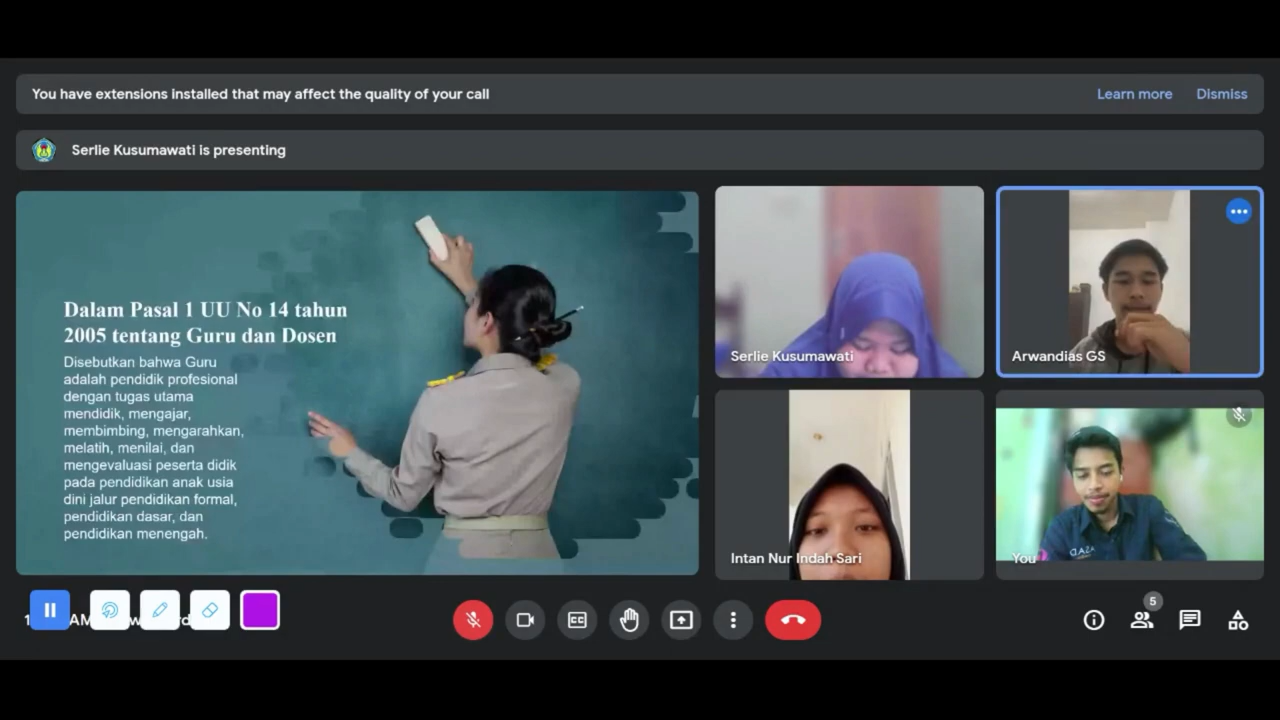 You have extensions installed that may affect the quality of your call
Learn more
Dismiss
Serlie Kusumawati is presenting
Dalam Pasal 1 UU No 14 tahun
2005 tentang Guru dan Dosen
Disebutkan bahwa Guru
adalah pendidik profesional
dengan tugas utama
mendidik, mengajar,
membimbing, mengarahkan,
melatih, menilai, dan
mengevaluasi peserta didik
pada pendidikan anak usia
dini jalur pendidikan formal,
pendidikan dasar, dan
pendidikan menengah.
Serlie Kusumawati
Arwandias GS
Intan Nur Indah Sari
You
CC
5